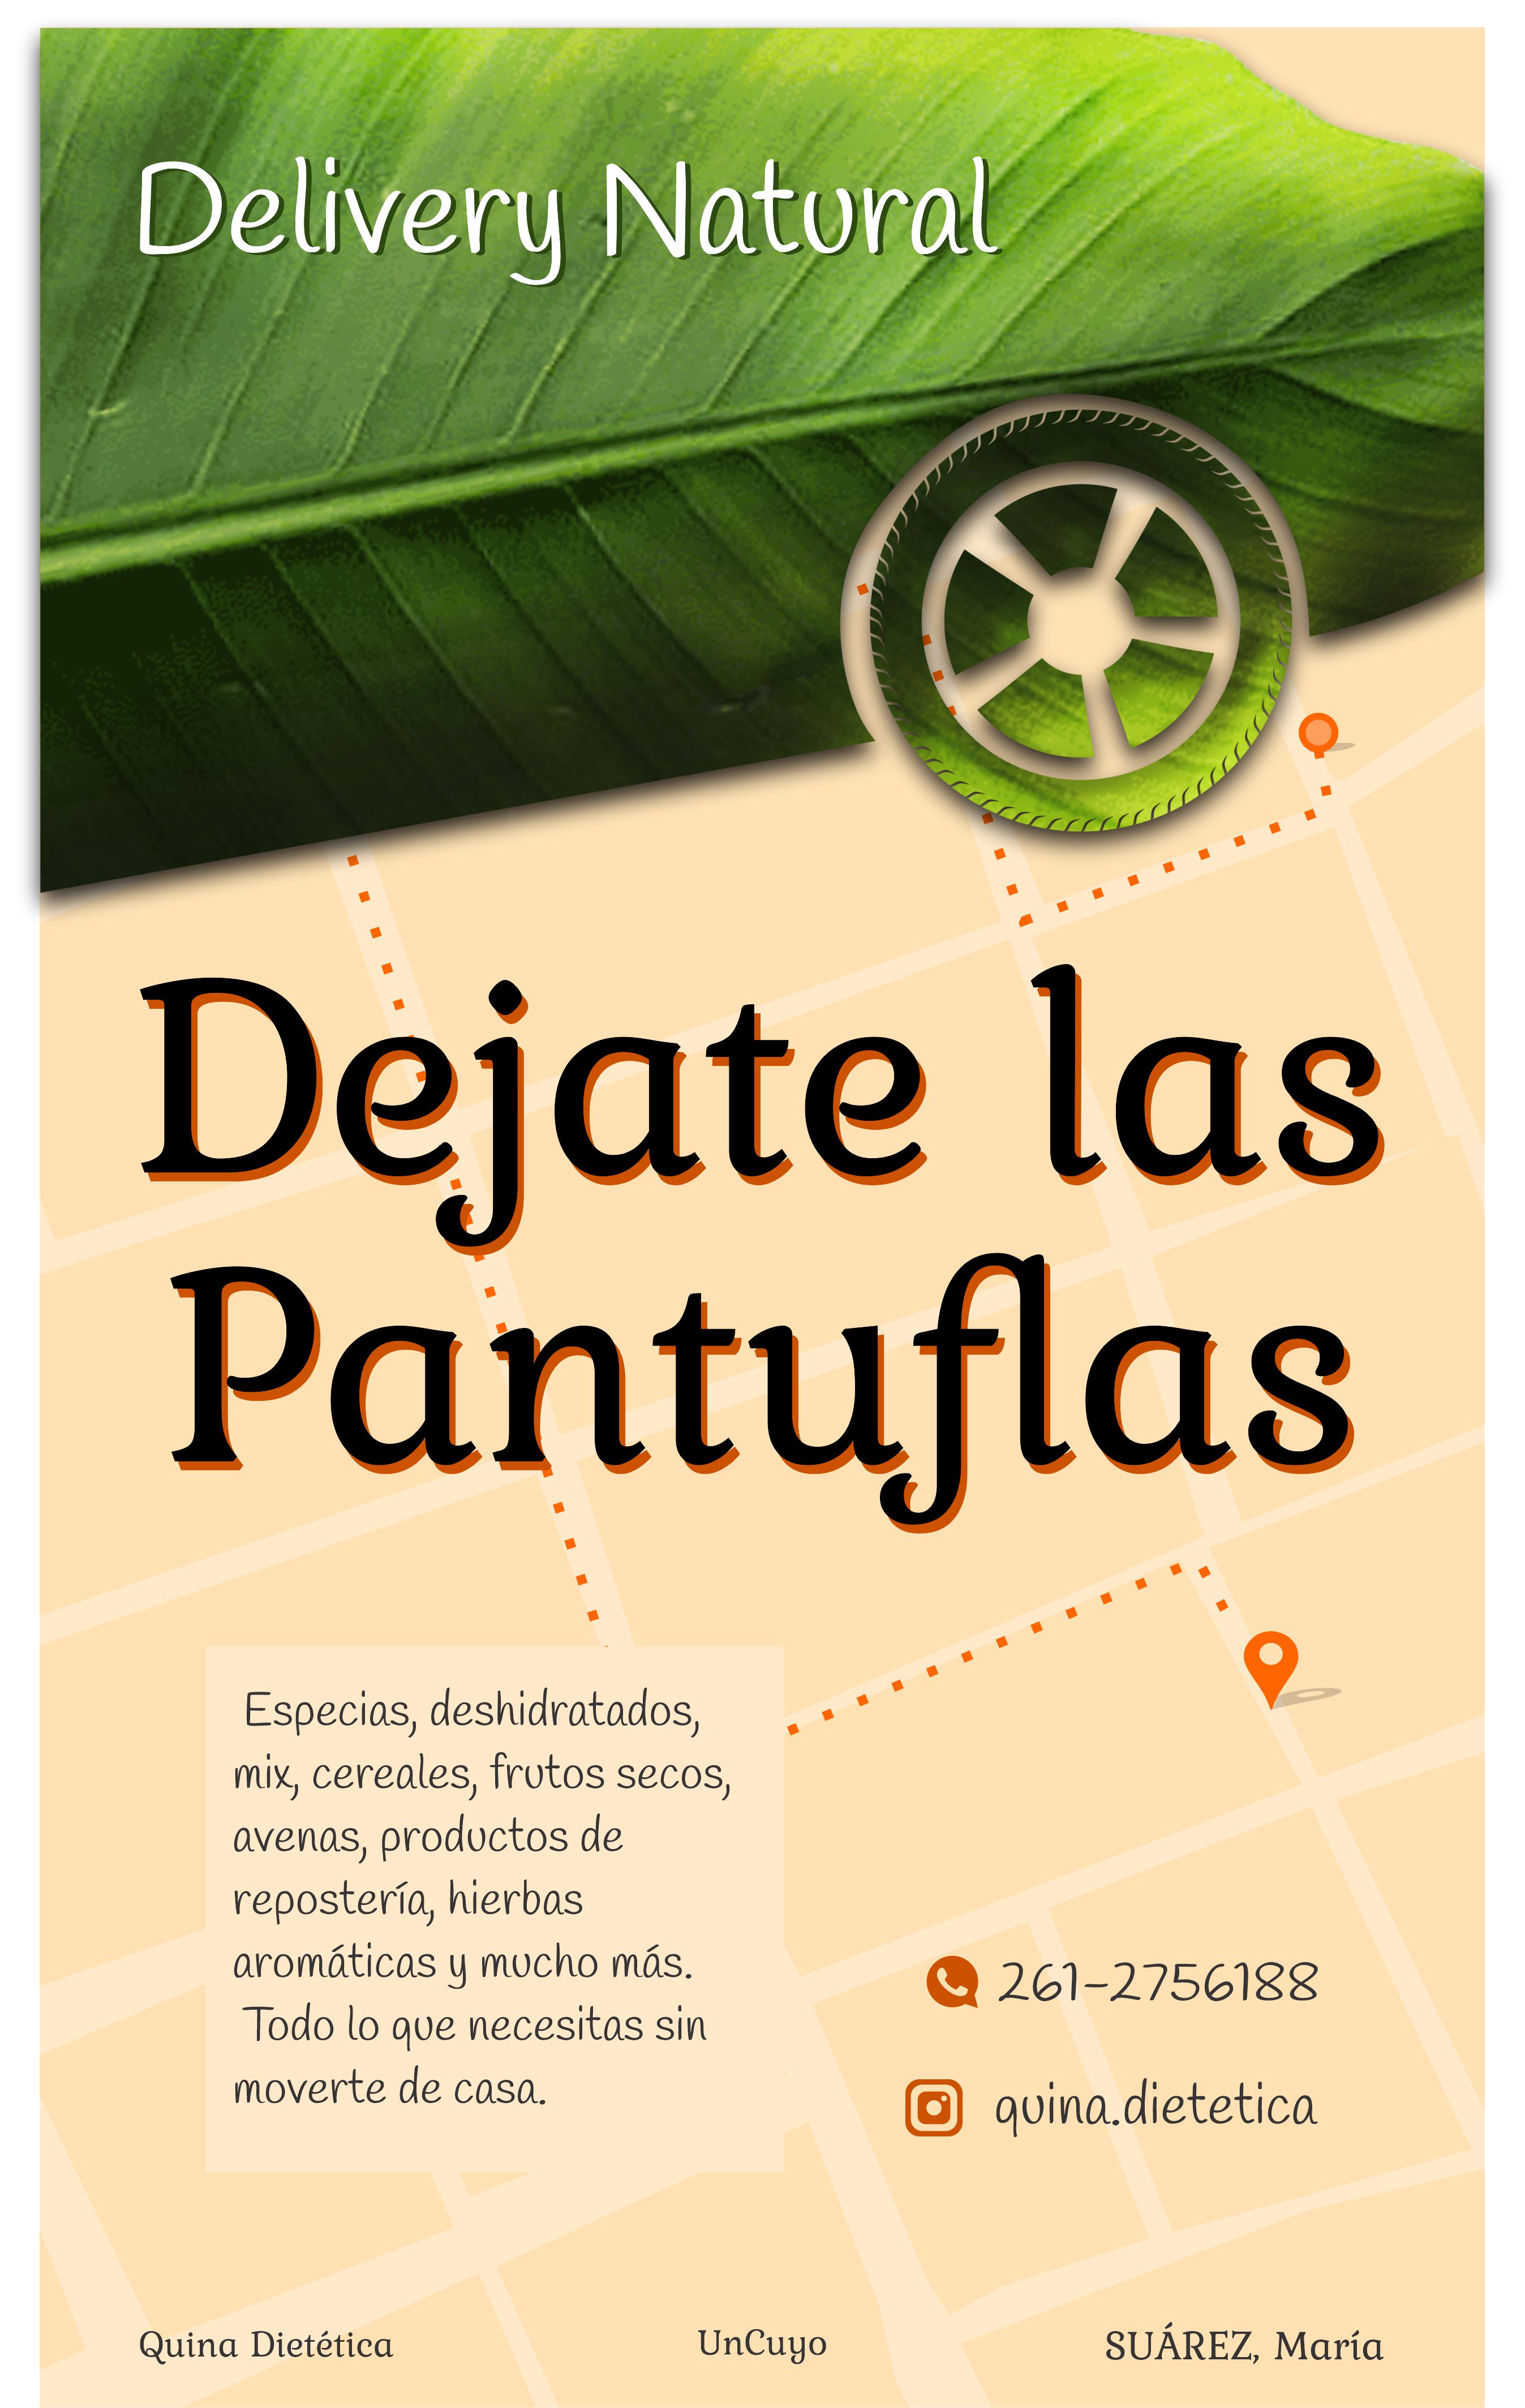 Delivery Natural
Dejate las
Pantuflas
Especias, deshidratados,
mix, cereales, frutos secos,
avenas, productos de
repostería, hierbas
aromáticas y mucho más.
Todo lo que necesitas sin
moverte de casa.
261-2756188
quina.dietetica
Quina Dietética
UnCuyo
SUÁREZ, María